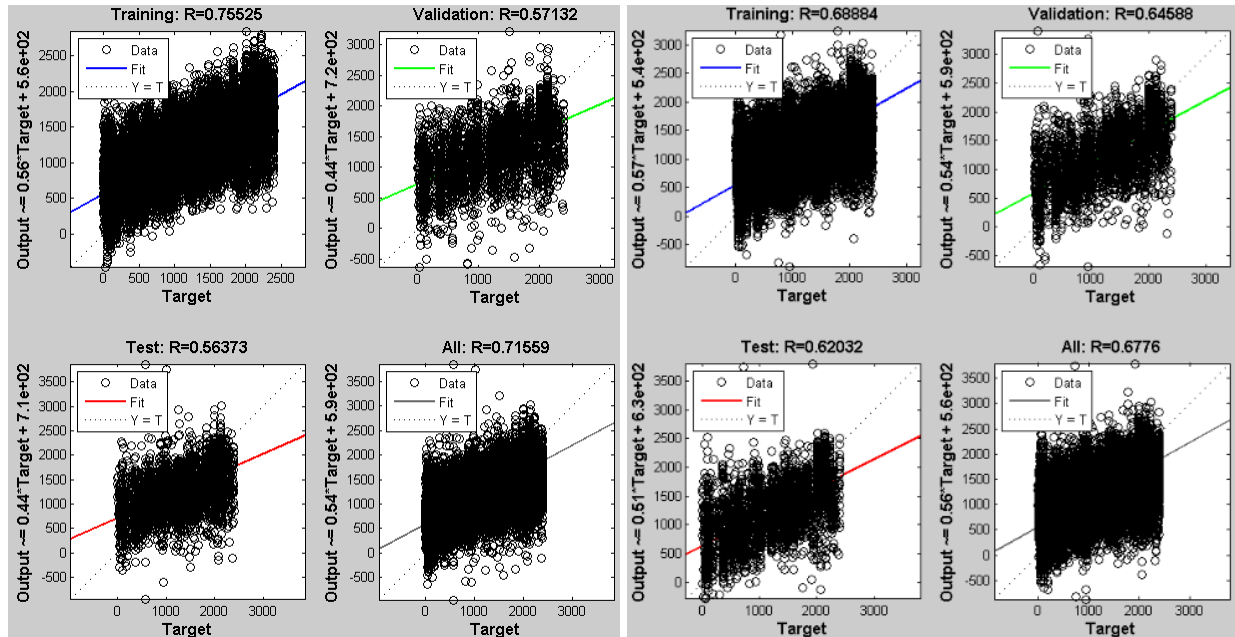 Training: R=0.75525
Output ~= 0.56*Target + 5.6e+02
Data
Fit
Y = T
2500
2000
1500
1000
500
0
0 500 1000 1500 2000 2500
Target
Validation: R=0.57132
Output ~= 0.44*Target + 7.2e+02
Data
Fit
Y = T
3000
2500
2000
1500
1000
500
0
-500
0 1000 2000 3000
Target
Training: R=0.68884
Output ~= 0.57*Target + 5.4e+02
Data
Fit
Y = T
3000
2500
2000
1500
1000
500
0
-500
0 1000 2000 3000
Target
Validation: R=0.64588
Output ~= 0.54*Target + 5.9e+02
Data
Fit
Y = T
3000
2500
2000
1500
1000
500
0
-500
0 1000 2000 3000
Target
Test: R=0.56373
Output ~= 0.44*Target + 7.1e+02
Data
Fit
Y = T
3500
3000
2500
2000
1500
1000
500
0
-500
0 1000 2000 3000
Target
All: R=0.71559
Output ~= 0.54*Target + 5.9e+02
Data
Fit
Y = T
3500
3000
2500
2000
1500
1000
500
0
-500
0 1000 2000 3000
Target
Test: R=0.62032
Output ~= 0.51*Target + 6.3e+02
Data
Fit
Y = T
3500
3000
2500
2000
1500
1000
500
0
0 1000 2000 3000
Target
All: R=0.6776
Output ~= 0.56*Target + 5.6e+02
Data
Fit
Y = T
3500
3000
2500
2000
1500
1000
500
0
-500
0 1000 2000 3000
Target